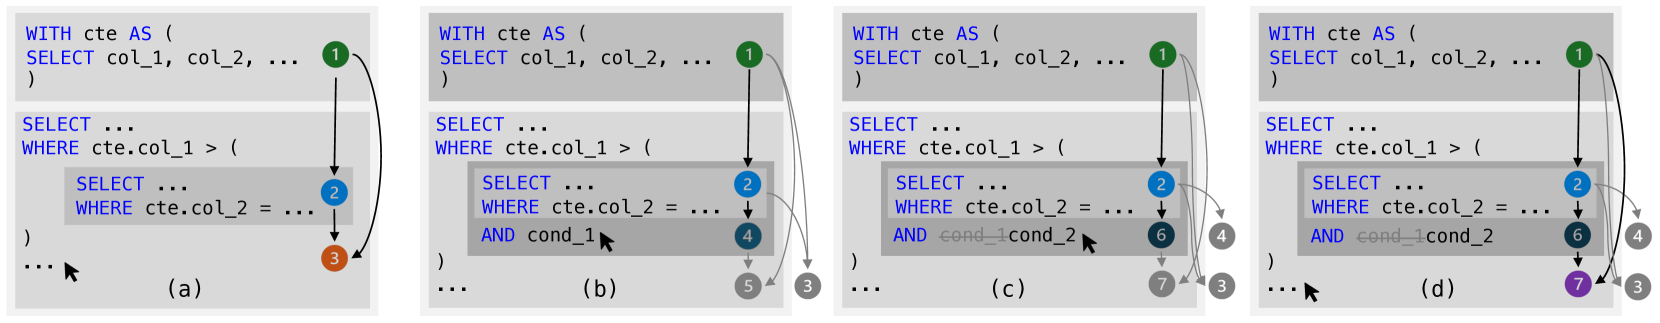 WITH cte AS (
SELECT col_1, col_2, ...
)
1
SELECT ...
WHERE cte.col_1 > (
SELECT ...
WHERE cte.col_2 = ...
2
)
3
...
(a)
WITH cte AS (
SELECT col_1, col_2, ...
)
1
SELECT ...
WHERE cte.col_1 > (
SELECT ...
WHERE cte.col_2 = ...
2
AND cond_1
4
)
...
5
3
(b)
WITH cte AS (
SELECT col_1, col_2, ...
)
1
SELECT ...
WHERE cte.col_1 > (
SELECT ...
WHERE cte.col_2 = ...
2
AND cond_1cond_2
6
4
)
...
7
3
(c)
WITH cte AS (
SELECT col_1, col_2, ...
)
1
SELECT ...
WHERE cte.col_1 > (
SELECT ...
WHERE cte.col_2 = ...
2
AND cond_1cond_2
6
4
)
...
7
3
(d)